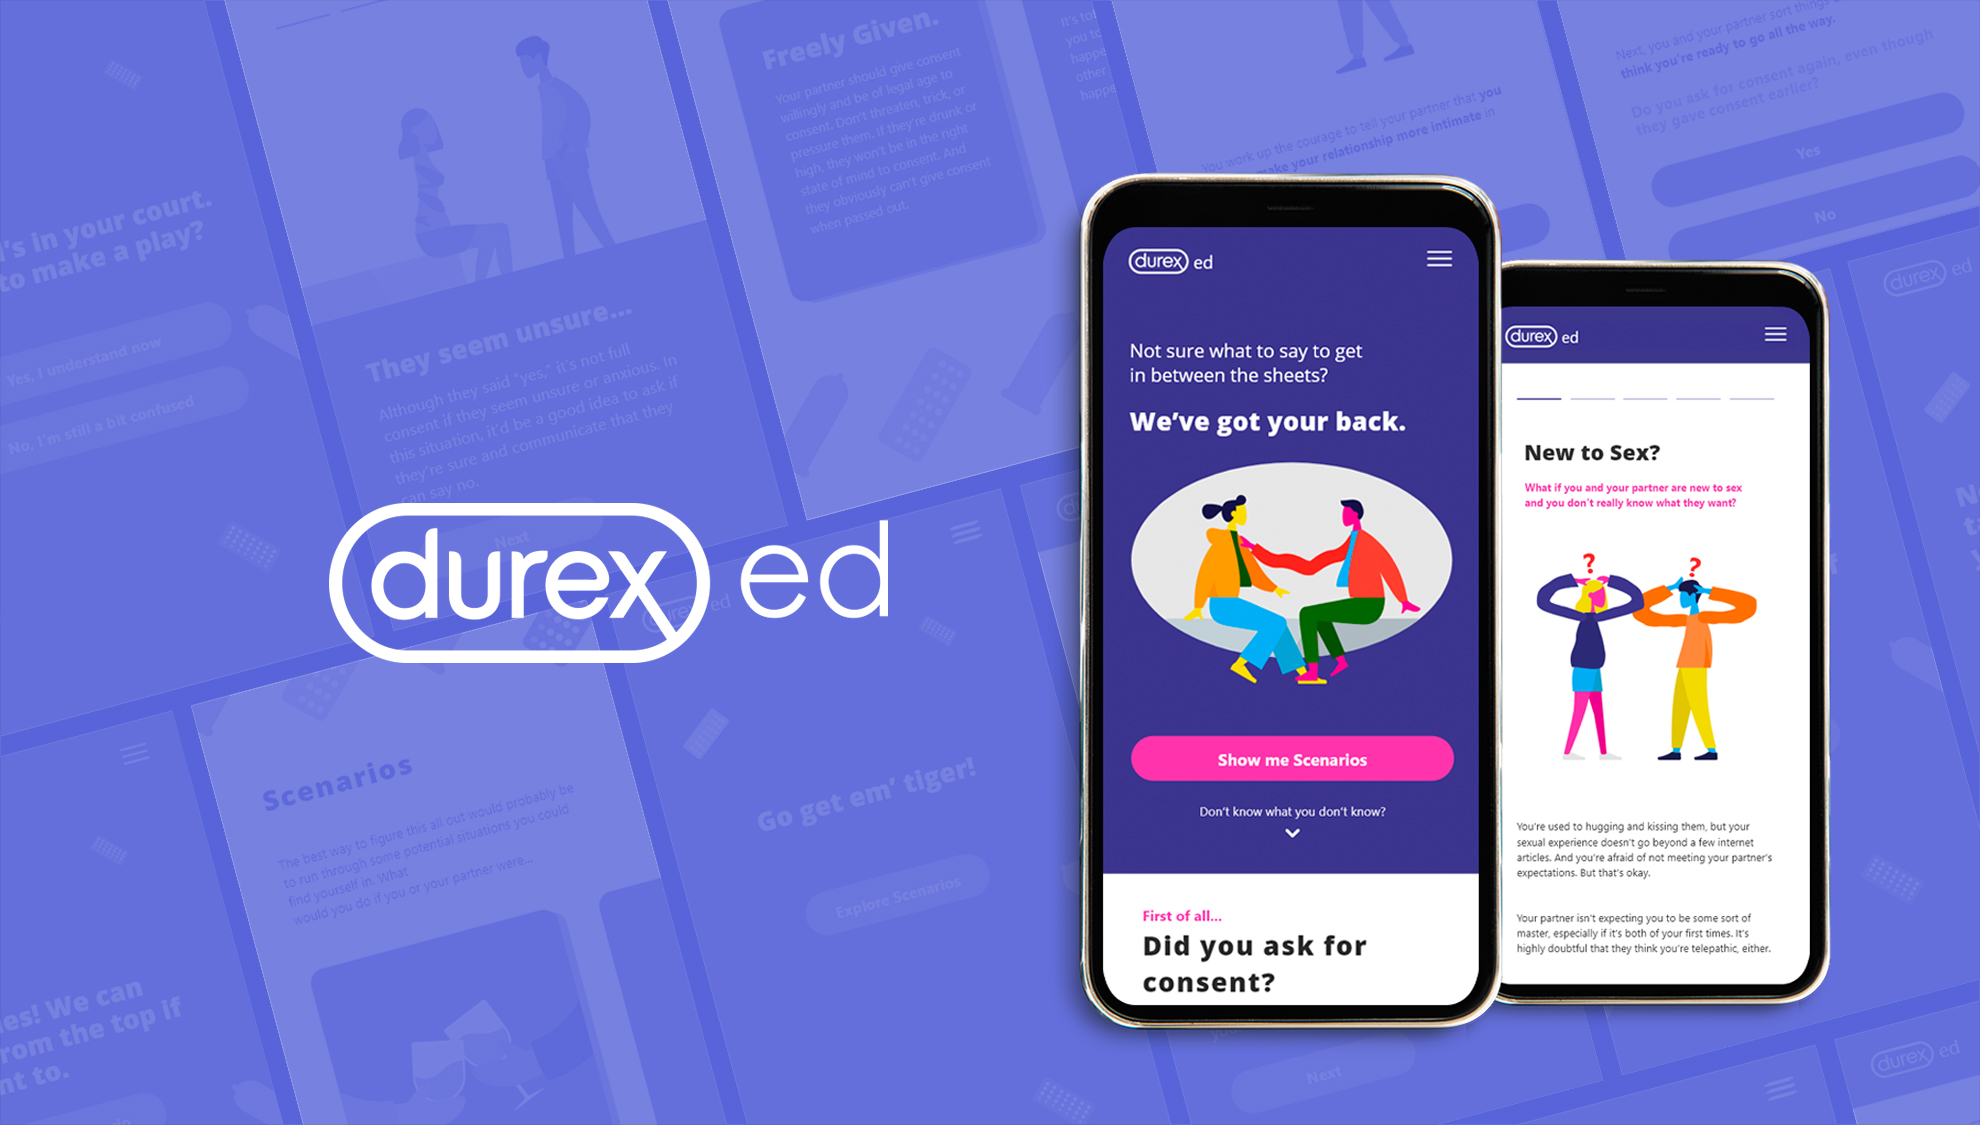 's in your court.
to make a play?
Yes, I understand now
No, I'm still a bit confused
They seem unsure...
Although they said "yes," it's not full
consent if they seem unsure or anxious. In
this situation, it'd be a good idea to ask if
they're sure and communicate that they
can say no.
Next
Freely Given.
Your partner should give consent
willingly and be of legal age to
consent. Don't threaten, trick, or
pressure them. If they're drunk or
high, they won't be in the right
state of mind to consent. And
they obviously can't give consent
when passed out.
It's
you to
happe
other
happe
You work up the courage to tell your partner that you
make your relationship more intimate in
Next, you and your partner sort things
think you're ready to go all the way.
Do you ask for consent again, even though
they gave consent earlier?
Yes
No
durex ed
durex ed
durex ed
Scenarios
The best way to figure this all out would probably be
to run through some potential situations you could
find yourself in. What
would you do if you or your partner were...
Go get em' tiger!
Explore Scenarios
es! We can
rom the top if
nt to.
durex ed
Not sure what to say to get
in between the sheets?
We've got your back.
Show me Scenarios
Don't know what you don't know?
First of all...
Did you ask for
consent?
durex ed
New to Sex?
What if you and your partner are new to sex
and you don't really know what they want?
?
?
You're used to hugging and kissing them, but your
sexual experience doesn't go beyond a few internet
articles. And you're afraid of not meeting your partner's
expectations. But that's okay.
Your partner isn't expecting you to be some sort of
master, especially if it's both of your first times. It's
highly doubtful that they think you're telepathic, either.
Next
durex ed